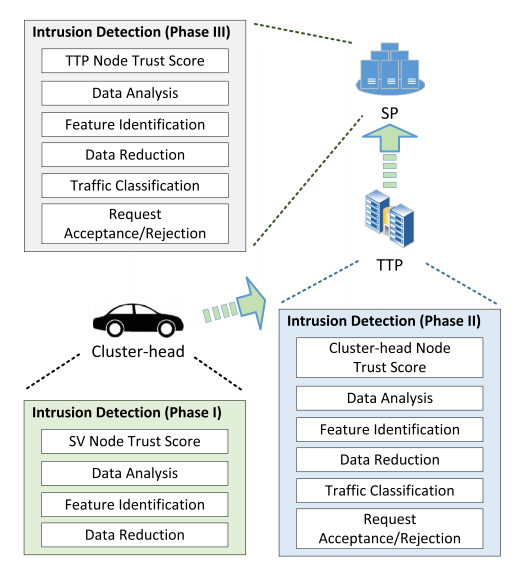 Intrusion Detection (Phase III)
TTP Node Trust Score
Data Analysis
Feature Identification
Data Reduction
Traffic Classification
Request
Acceptance/Rejection
SP
TTP
Cluster-head
Intrusion Detection (Phase II)
Cluster-head Node
Trust Score
Data Analysis
Feature Identification
Data Reduction
Traffic Classification
Request
Acceptance/Rejection
Intrusion Detection (Phase I)
SV Node Trust Score
Data Analysis
Feature Identification
Data Reduction